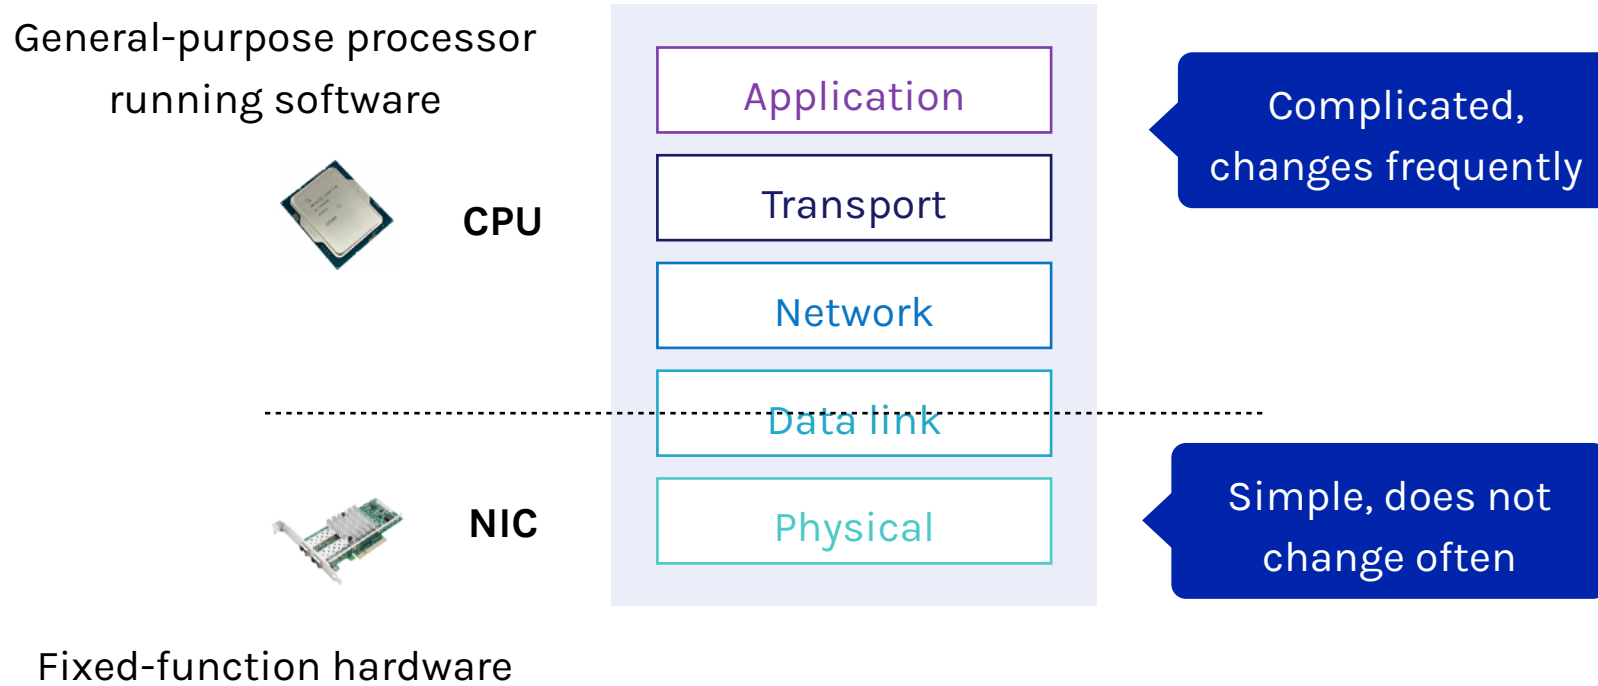 General-purpose processor
running software
CPU
Application
Transport
Network
Data link
Physical
Complicated,
changes frequently
NIC
Simple, does not
change often
Fixed-function hardware